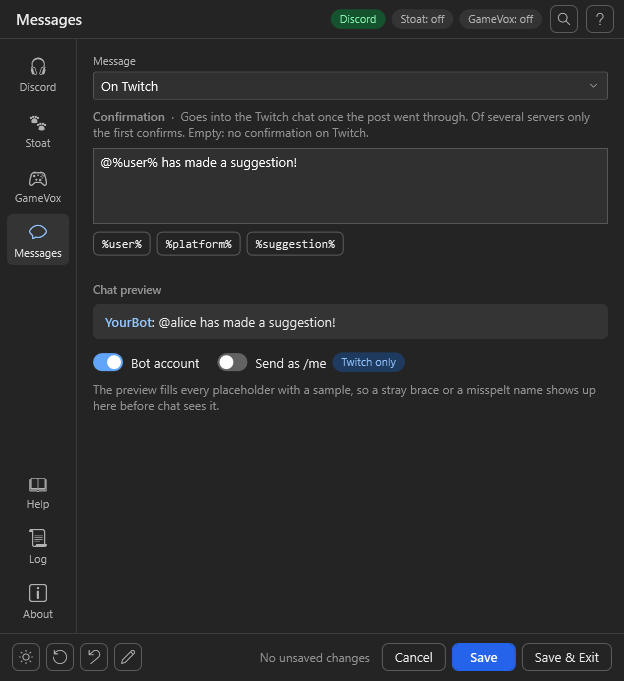 Messages
Discord
Stoat: off
GameVox: off
?
Discord
Stoat
GameVox
Messages
Help
Log
About
Message
On Twitch
Confirmation · Goes into the Twitch chat once the post went through. Of several servers only
the first confirms. Empty: no confirmation on Twitch.
@%user% has made a suggestion!
%user%
%platform%
%suggestion%
Chat preview
YourBot: @alice has made a suggestion!
Bot account
Send as /me
Twitch only
The preview fills every placeholder with a sample, so a stray brace or a misspelt name shows up
here before chat sees it.
No unsaved changes
Cancel
Save
Save & Exit